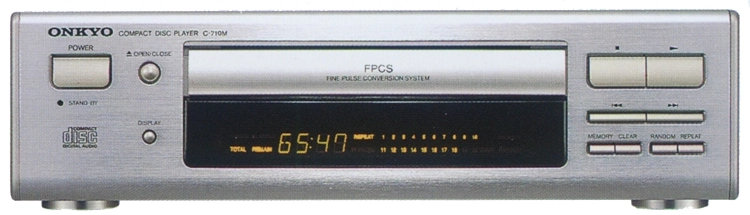 ONKYO COMPACT DISC PLAYER C-710M
POWER
▲ OPEN/CLOSE
STAND-BY
DISPLAY
COMPACT
disc
DIGITAL AUDIO
FPCS
FINE PULSE CONVERSION SYSTEM
65:47
TOTAL REMAIN
REPEAT 1 2 3 4 5 6 7 8 9 10
11 12 13 14 15 16 17 18
■ ►
I◄◄ ►►I
MEMORY CLEAR RANDOM REPEAT